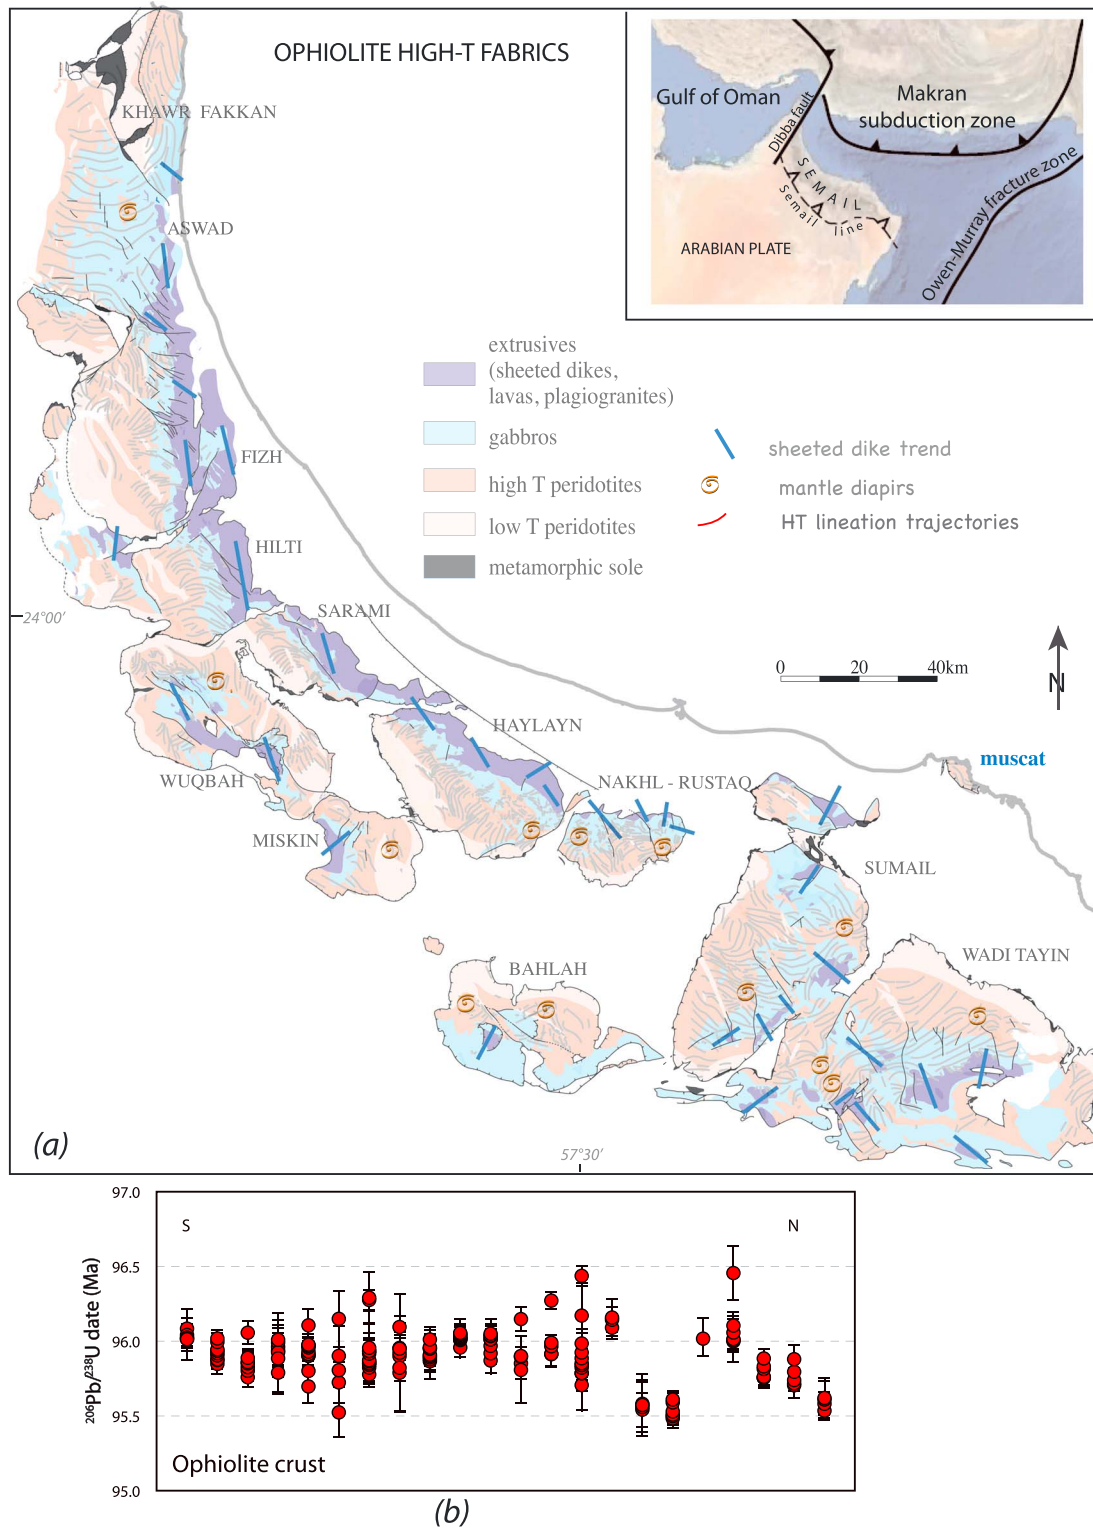 OPHIOLITE HIGH-T FABRICS
KHAWR FAKKAN
ASWAD
Gulf of Oman
Makran
subduction zone
Dibba fault
SEMAIL
Semail line
ARABIAN PLATE
Owen-Murray fracture zone
extrusives
(sheeted dikes,
lavas, plagiogranites)
gabbros
high T peridotites
low T peridotites
metamorphic sole
sheeted dike trend
mantle diapirs
HT lineation trajectories
FIZH
HILTI
24°00'
SARAMI
0 20 40km
N
HAYLAYN
muscat
WUQBAH
NAKHL - RUSTAQ
MISKIN
SUMAIL
BAHLAH
WADI TAYIN
(a)
57°30'
97.0
S N
96.5
96.0
95.5
95.0
206Pb/238U date (Ma)
Ophiolite crust
(b)